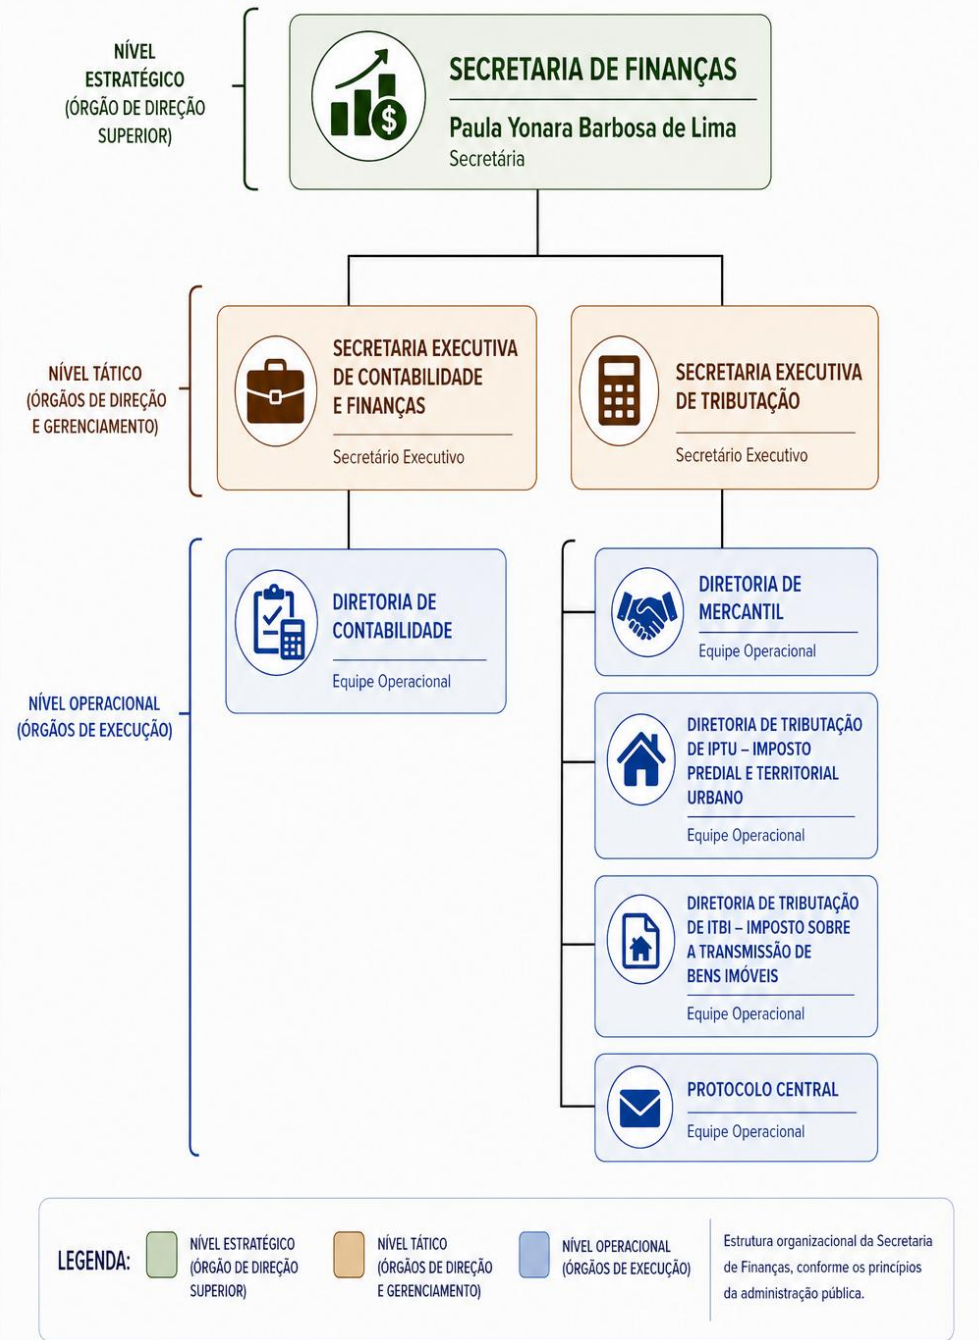 NÍVEL
ESTRATÉGICO
(ÓRGÃO DE DIREÇÃO
SUPERIOR)
SECRETARIA DE FINANÇAS
Paula Yonara Barbosa de Lima
Secretária
NÍVEL TÁTICO
(ÓRGÃOS DE DIREÇÃO
E GERENCIAMENTO)
SECRETARIA EXECUTIVA
DE CONTABILIDADE
E FINANÇAS
Secretário Executivo
SECRETARIA EXECUTIVA
DE TRIBUTAÇÃO
Secretário Executivo
NÍVEL OPERACIONAL
(ÓRGÃOS DE EXECUÇÃO)
DIRETORIA DE
CONTABILIDADE
Equipe Operacional
DIRETORIA DE
MERCANTIL
Equipe Operacional
DIRETORIA DE TRIBUTAÇÃO
DE IPTU – IMPOSTO
PREDIAL E TERRITORIAL
URBANO
Equipe Operacional
DIRETORIA DE TRIBUTAÇÃO
DE ITBI – IMPOSTO SOBRE
A TRANSMISSÃO DE
BENS IMÓVEIS
Equipe Operacional
PROTOCOLO CENTRAL
Equipe Operacional
LEGENDA:
NÍVEL ESTRATÉGICO
(ÓRGÃO DE DIREÇÃO
SUPERIOR)
NÍVEL TÁTICO
(ÓRGÃOS DE DIREÇÃO
E GERENCIAMENTO)
NÍVEL OPERACIONAL
(ÓRGÃOS DE EXECUÇÃO)
Estrutura organizacional da Secretaria
de Finanças, conforme os princípios
da administração pública.